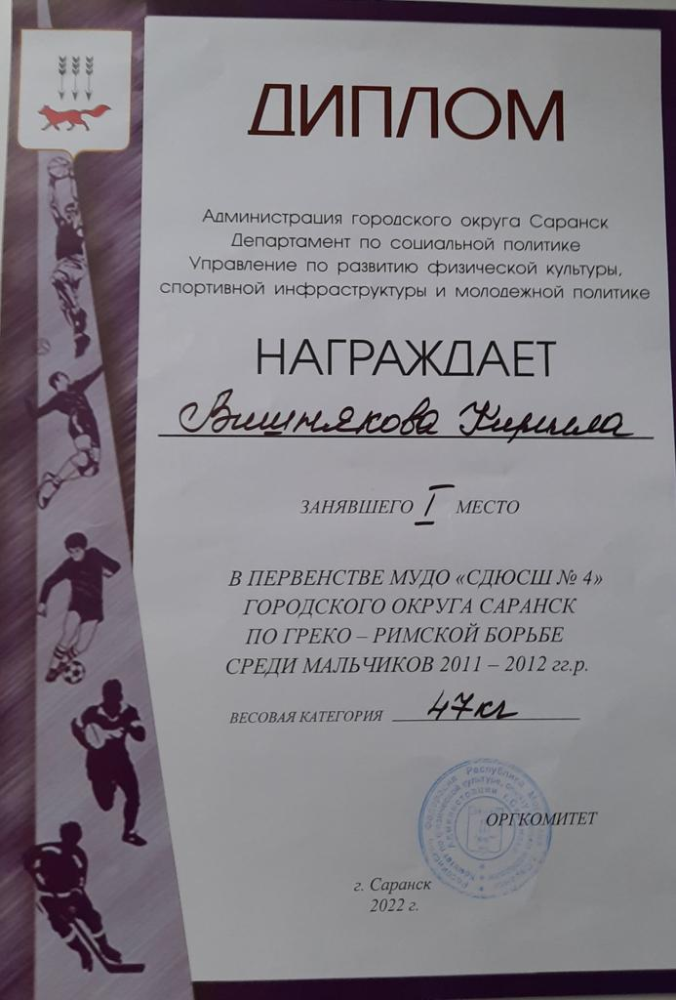 ДИПЛОМ
Администрация городского округа Саранск
Департамент по социальной политике
Управление по развитию физической культуры,
спортивной инфраструктуры и молодежной политике
НАГРАЖДАЕТ
Вишнякова Кирилла
ЗАНЯВШЕГО I МЕСТО
В ПЕРВЕНСТВЕ МУДО «СДЮСШ № 4»
ГОРОДСКОГО ОКРУГА САРАНСК
ПО ГРЕКО – РИМСКОЙ БОРЬБЕ
СРЕДИ МАЛЬЧИКОВ 2011 – 2012 гг.р.
ВЕСОВАЯ КАТЕГОРИЯ 47кг
ОРГКОМИТЕТ
г. Саранск
2022 г.